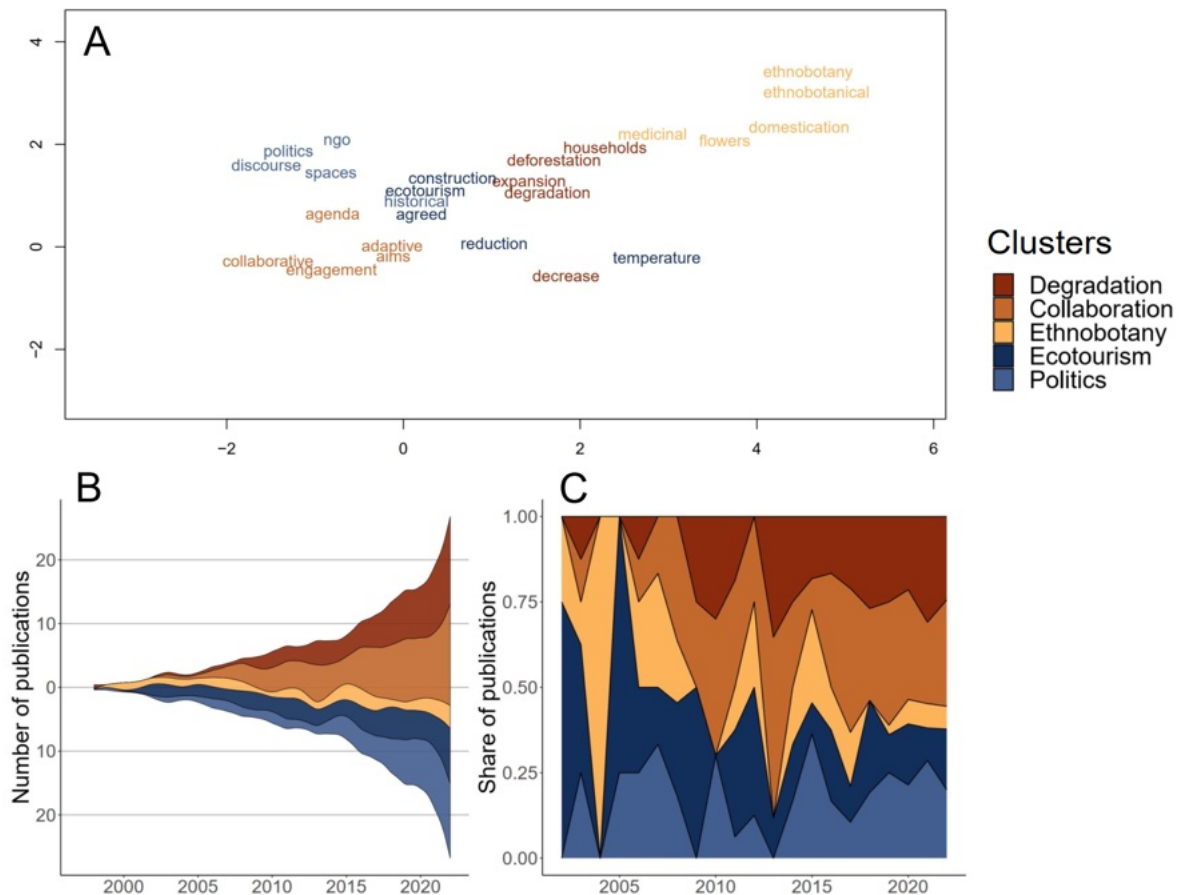 A
4
2
0
−2
ethnobotany
ethnobotanical
domestication
medicinal
flowers
households
deforestation
ngo
politics
discourse
spaces
construction
expansion
ecotourism
degradation
historical
agenda
agreed
adaptive
reduction
aims
collaborative
engagement
temperature
decrease
−2
0
2
4
6
Clusters
Degradation
Collaboration
Ethnobotany
Ecotourism
Politics
B
Number of publications
20
10
0
10
20
2000
2005
2010
2015
2020
C
Share of publications
1.00
0.75
0.50
0.25
0.00
2005
2010
2015
2020